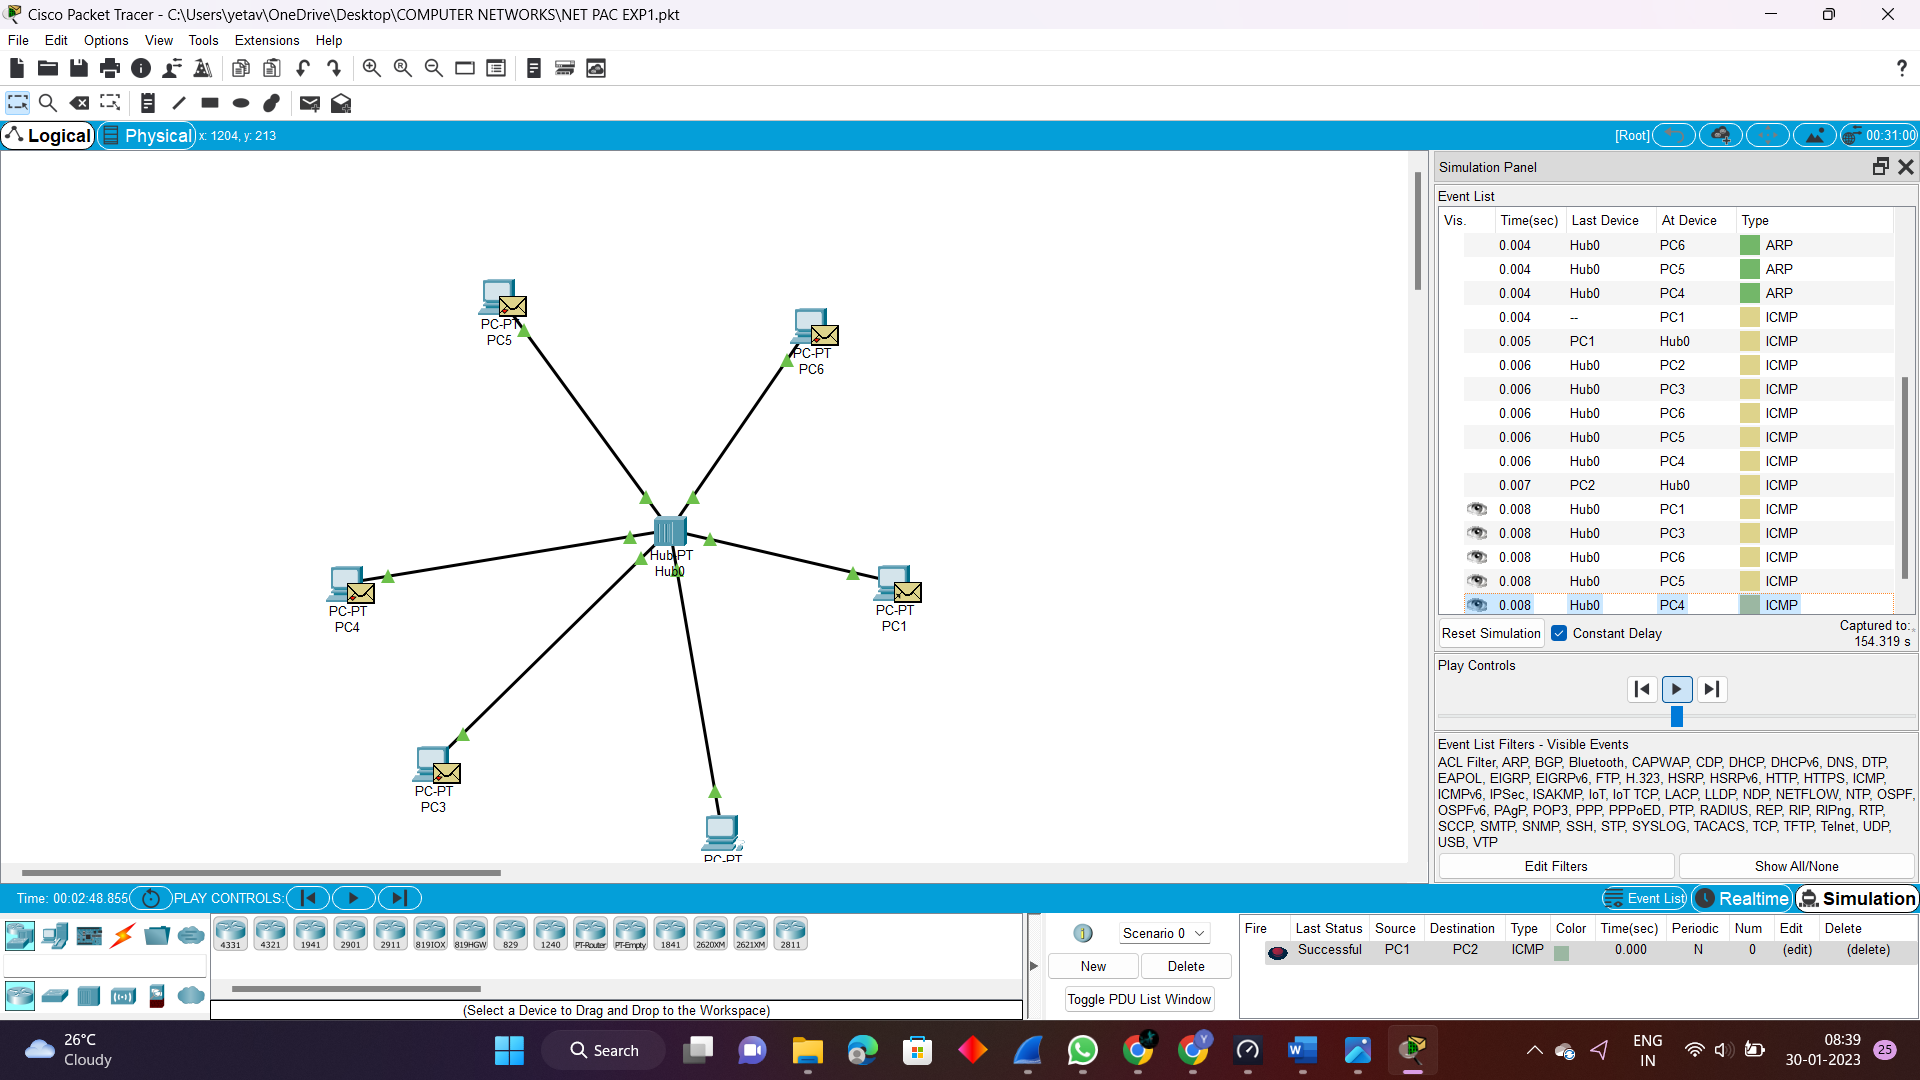 Cisco Packet Tracer - C:\Users\yetav\OneDrive\Desktop\COMPUTER NETWORKS\NET PAC EXP1.pkt
File Edit Options View Tools Extensions Help
?
Logical Physical x: 1204, y: 213
[Root] 00:31:00
Simulation Panel
Event List
Vis. Time(sec) Last Device At Device Type
0.004 Hub0 PC6 ARP
0.004 Hub0 PC5 ARP
0.004 Hub0 PC4 ARP
0.004 -- PC1 ICMP
0.005 PC1 Hub0 ICMP
0.006 Hub0 PC2 ICMP
0.006 Hub0 PC3 ICMP
0.006 Hub0 PC6 ICMP
0.006 Hub0 PC5 ICMP
0.006 Hub0 PC4 ICMP
0.007 PC2 Hub0 ICMP
0.008 Hub0 PC1 ICMP
0.008 Hub0 PC3 ICMP
0.008 Hub0 PC6 ICMP
0.008 Hub0 PC5 ICMP
0.008 Hub0 PC4 ICMP
Reset Simulation Constant Delay
Captured to:
154.319 s
Play Controls
Event List Filters - Visible Events
ACL Filter, ARP, BGP, Bluetooth, CAPWAP, CDP, DHCP, DHCPv6, DNS, DTP,
EAPOL, EIGRP, EIGRPv6, FTP, H.323, HSRP, HSRPv6, HTTP, HTTPS, ICMP,
ICMPv6, IPSec, ISAKMP, IoT, IoT TCP, LACP, LLDP, NDP, NETFLOW, NTP, OSPF,
OSPFv6, PAgP, POP3, PPP, PPPoED, PTP, RADIUS, REP, RIP, RIPng, RTP,
SCCP, SMTP, SNMP, SSH, STP, SYSLOG, TACACS, TCP, TFTP, Telnet, UDP,
USB, VTP
Edit Filters Show All/None
PC-PT
PC5
PC-PT
PC6
Hub-PT
Hub0
PC-PT
PC4
PC-PT
PC1
PC-PT
PC3
PC-PT
Time: 00:02:48.855 PLAY CONTROLS:
Event List Realtime Simulation
4331 4321 1941 2901 2911 819IOX 819HGW 829 1240 PT-Router PT-Empty 1841 2620XM 2621XM 2811
(Select a Device to Drag and Drop to the Workspace)
1 Scenario 0
New Delete
Toggle PDU List Window
Fire Last Status Source Destination Type Color Time(sec) Periodic Num Edit Delete
Successful PC1 PC2 ICMP 0.000 N 0 (edit) (delete)
26°C
Cloudy
Search
Y
W
ENG
IN
08:39
30-01-2023
25